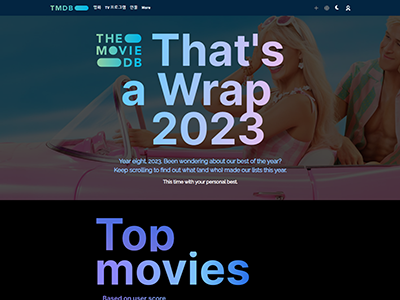 TMDB
영화 TV 프로그램 인물 More
THE
MOVIE
DB
That's
a Wrap
2023
Year eight, 2023. Been wondering about our best of the year?
Keep scrolling to find out what (and who) made our lists this year.
This time with your personal best.
Top
movies
Based on user score